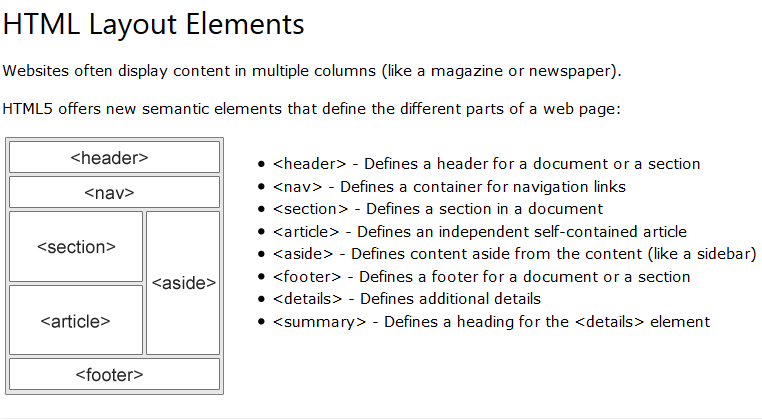 HTML Layout Elements
Websites often display content in multiple columns (like a magazine or newspaper).
HTML5 offers new semantic elements that define the different parts of a web page:
<header>
<nav>
<section>
<aside>
<article>
<footer>
• <header> - Defines a header for a document or a section
• <nav> - Defines a container for navigation links
• <section> - Defines a section in a document
• <article> - Defines an independent self-contained article
• <aside> - Defines content aside from the content (like a sidebar)
• <footer> - Defines a footer for a document or a section
• <details> - Defines additional details
• <summary> - Defines a heading for the <details> element